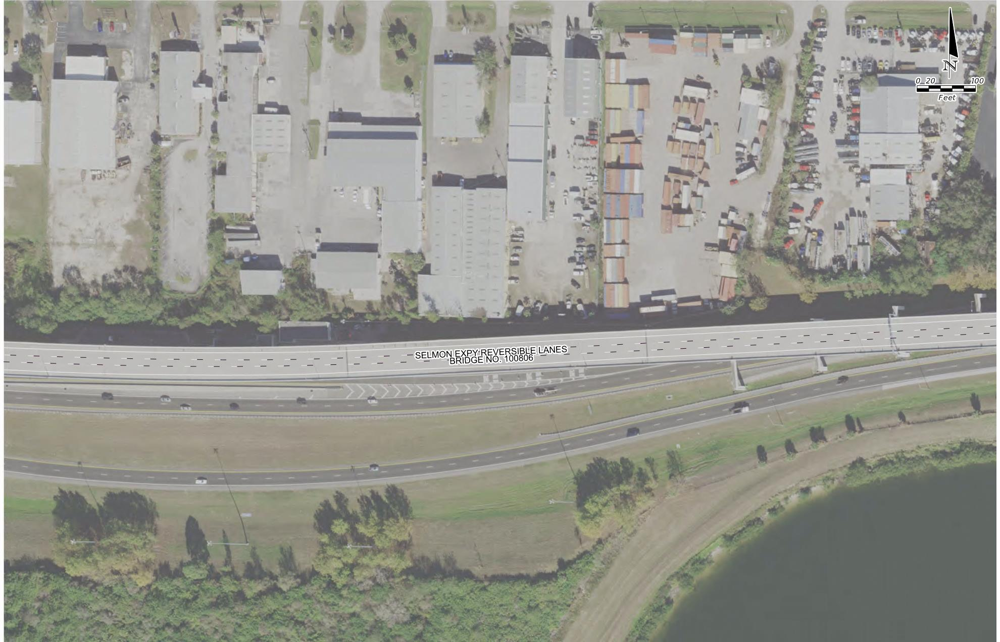 N
0 20 100
Feet
SELMON EXPY REVERSIBLE LANES
BRIDGE NO. 100806